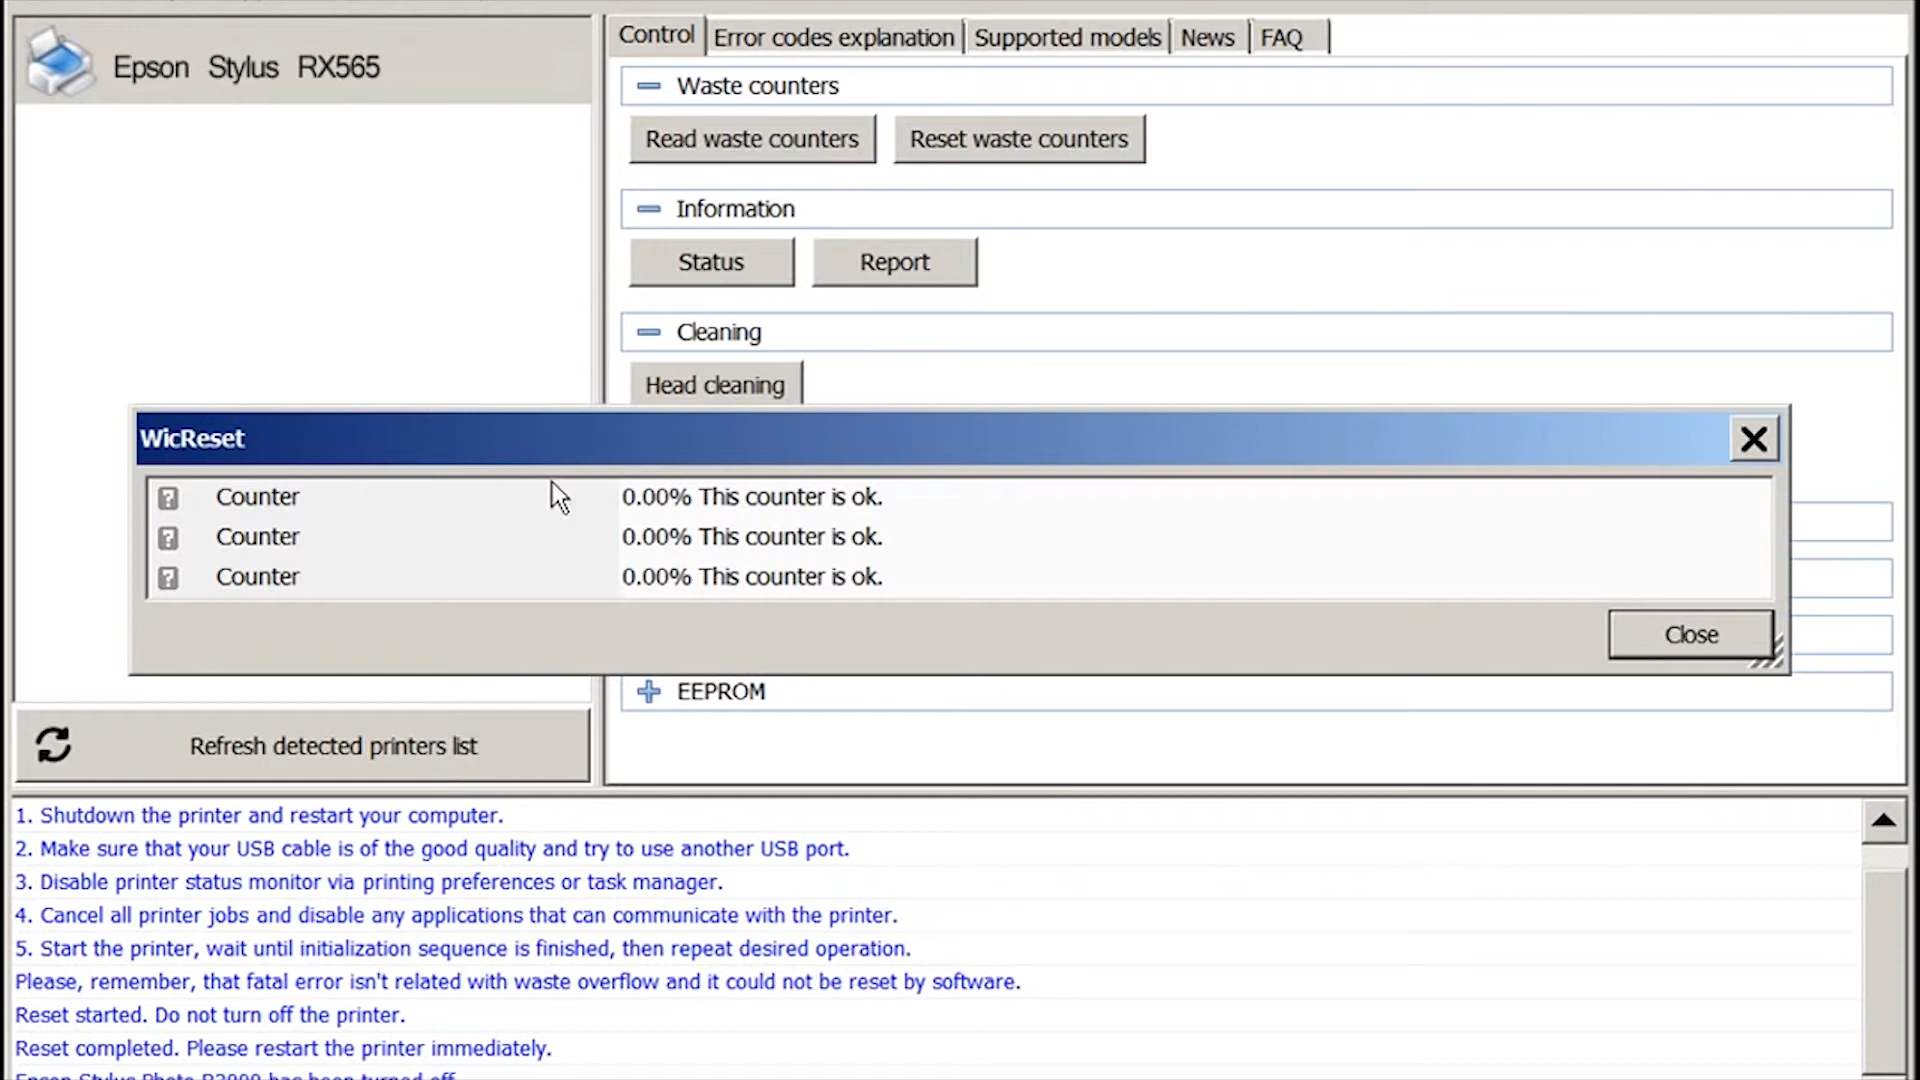 Epson Stylus RX565
Control
Error codes explanation
Supported models
News
FAQ
Waste counters
Read waste counters
Reset waste counters
Information
Status
Report
Cleaning
Head cleaning
WicReset
Counter 0.00% This counter is ok.
Counter 0.00% This counter is ok.
Counter 0.00% This counter is ok.
Close
EEPROM
Refresh detected printers list
1. Shutdown the printer and restart your computer.
2. Make sure that your USB cable is of the good quality and try to use another USB port.
3. Disable printer status monitor via printing preferences or task manager.
4. Cancel all printer jobs and disable any applications that can communicate with the printer.
5. Start the printer, wait until initialization sequence is finished, then repeat desired operation.
Please, remember, that fatal error isn't related with waste overflow and it could not be reset by software.
Reset started. Do not turn off the printer.
Reset completed. Please restart the printer immediately.
Epson Stylus Photo has been turned off